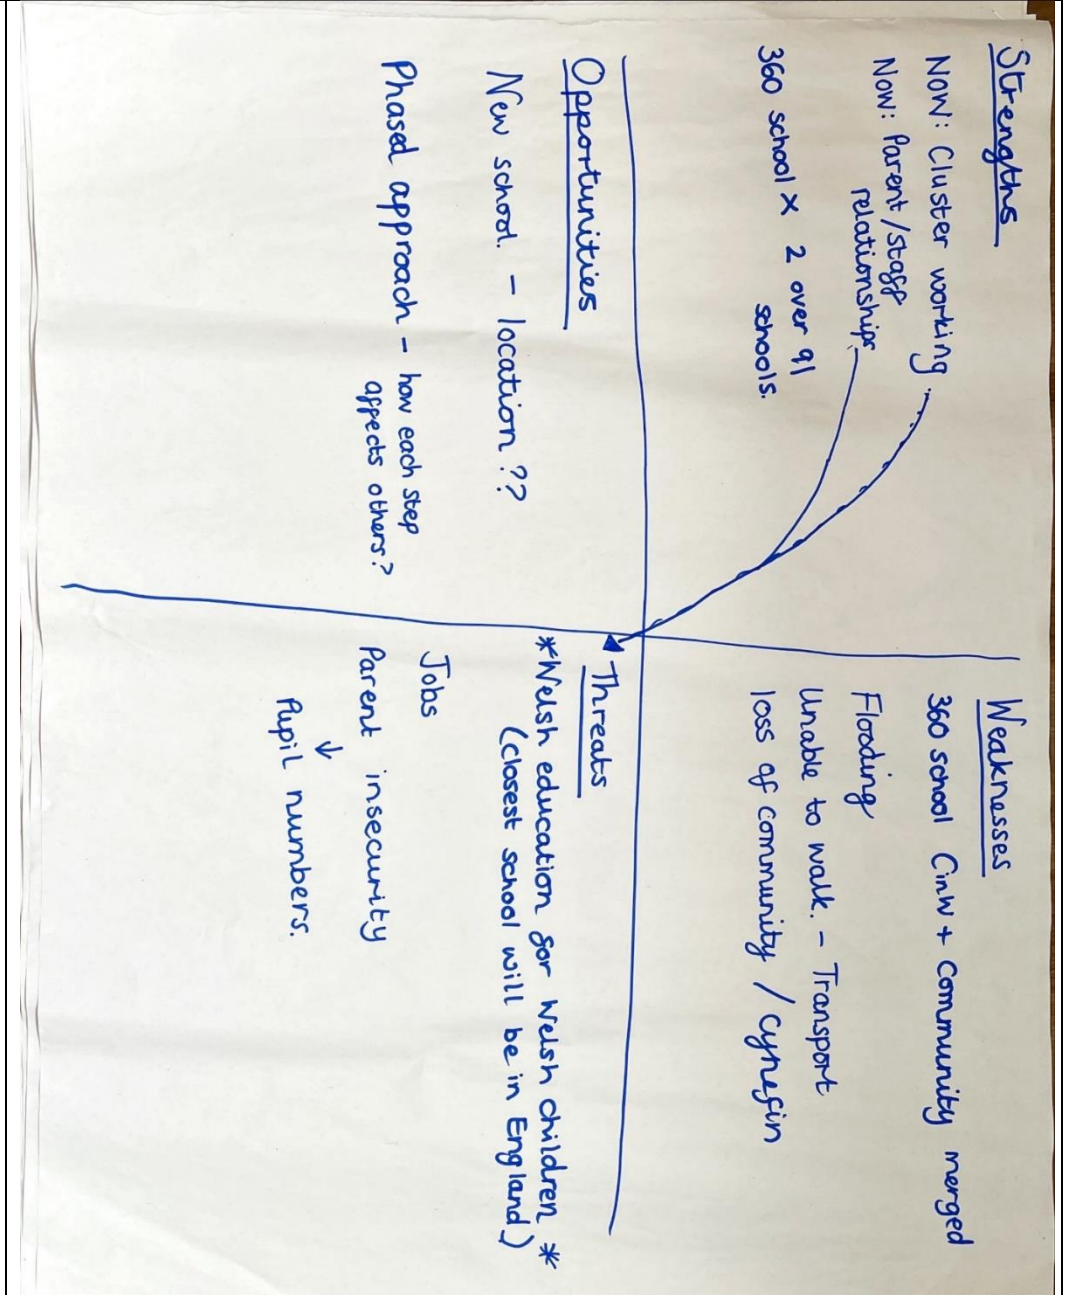 Strengths
Now: Cluster working
Now: Parent/staff
relationships
360 school x 2 over 91
schools.
Weaknesses
360 school CinW + Community merged
Flooding
Unable to walk. - Transport
loss of community / cynefin
Opportunities
New school. - location ??
Phased approach - how each step
affects others?
Threats
*Welsh education for Welsh children *
(closest school will be in England)
Jobs
Parent insecurity
↓
Pupil numbers.